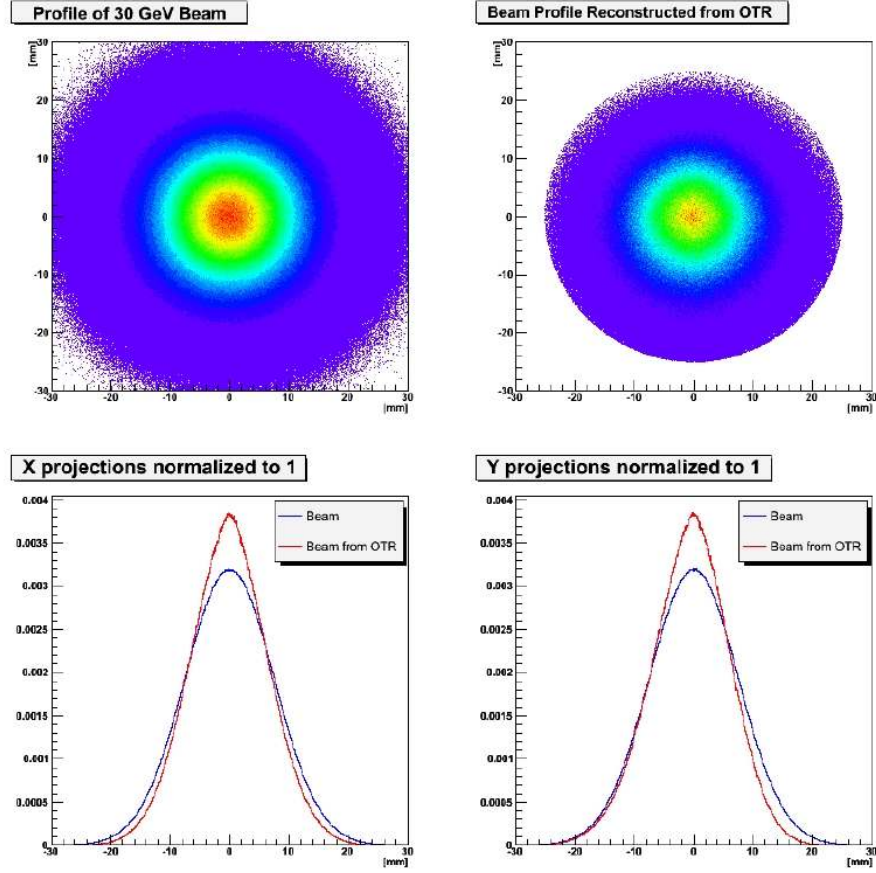 Profile of 30 GeV Beam
[mm]
30
20
10
0
-10
-20
-30
-30 -20 -10 0 10 20 30
[mm]
Beam Profile Reconstructed from OTR
[mm]
30
20
10
0
-10
-20
-30
-30 -20 -10 0 10 20 30
[mm]
X projections normalized to 1
0.004
0.0035
0.003
0.0025
0.002
0.0015
0.001
0.0005
0
Beam
Beam from OTR
-30 -20 -10 0 10 20 30
[mm]
Y projections normalized to 1
0.004
0.0035
0.003
0.0025
0.002
0.0015
0.001
0.0005
0
Beam
Beam from OTR
-30 -20 -10 0 10 20 30
[mm]